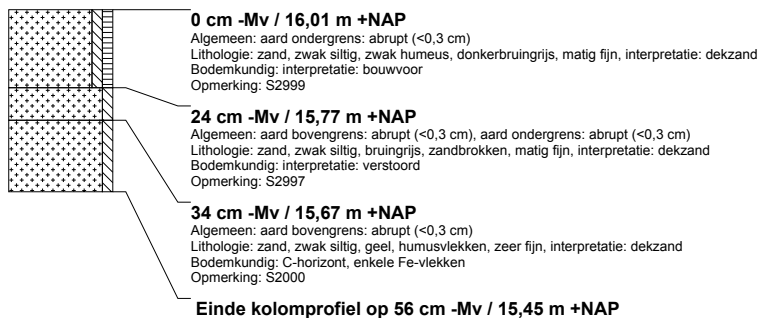 0 cm -Mv / 16,01 m +NAP
Algemeen: aard ondergrens: abrupt (<0,3 cm)
Lithologie: zand, zwak siltig, zwak humeus, donkerbruingrijs, matig fijn, interpretatie: dekzand
Bodemkundig: interpretatie: bouwvoor
Opmerking: S2999
24 cm -Mv / 15,77 m +NAP
Algemeen: aard bovengrens: abrupt (<0,3 cm), aard ondergrens: abrupt (<0,3 cm)
Lithologie: zand, zwak siltig, bruingrijs, zandbrokken, matig fijn, interpretatie: dekzand
Bodemkundig: interpretatie: verstoord
Opmerking: S2997
34 cm -Mv / 15,67 m +NAP
Algemeen: aard bovengrens: abrupt (<0,3 cm)
Lithologie: zand, zwak siltig, geel, humusvlekken, zeer fijn, interpretatie: dekzand
Bodemkundig: C-horizont, enkele Fe-vlekken
Opmerking: S2000
Einde kolomprofiel op 56 cm -Mv / 15,45 m +NAP